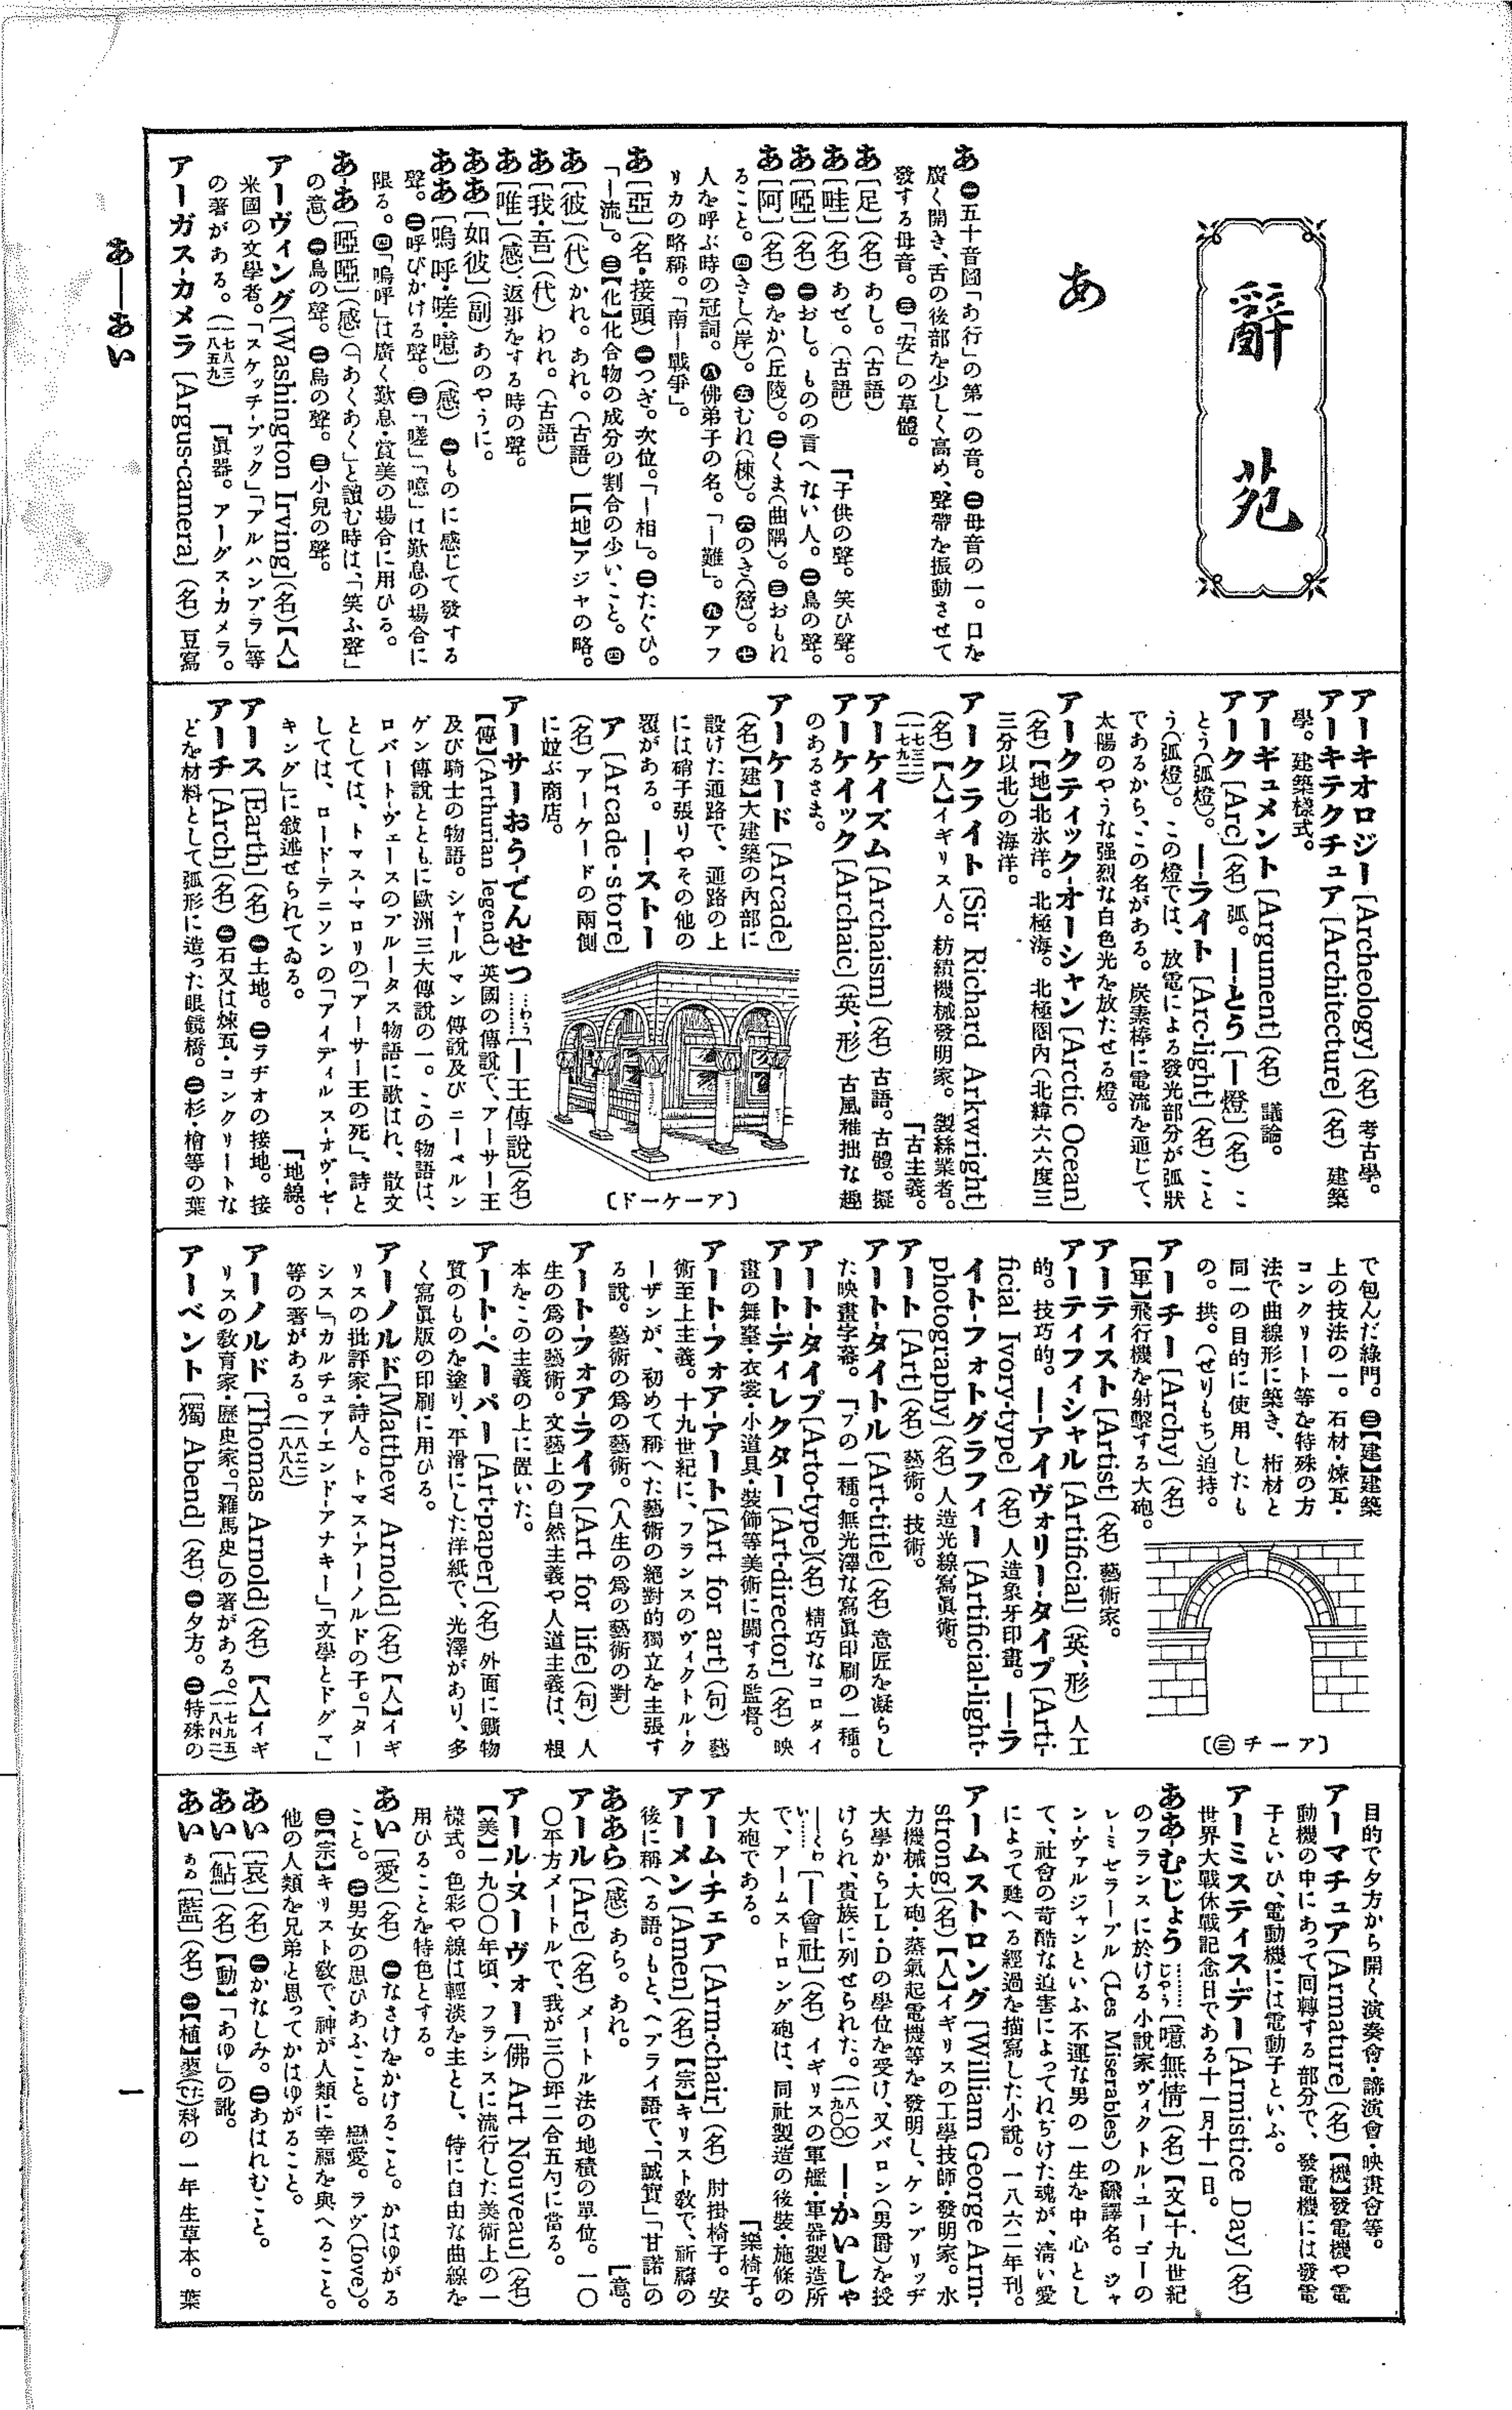 辭苑
あ
あ ㊀五十音圖「あ行」の第一の音。㊁母音の一。口を
廣く開き、舌の後部を少しく高め、聲帶を振動させて
發する母音。㊂「安」の草體。
あ[足](名)あし。(古語)
あ[畦](名)あぜ。(古語)『子供の聲。笑ひ聲。
あ[啞](名)㊀おし。ものの言へない人。㊁鳥の聲。
あ[阿](名)㊀をか(丘陵)。㊁くま(曲隅)。㊂おもね
ること。㊃きし(岸)。㊄むね(棟)。㊅のき(簷)。㊆
人を呼ぶ時の冠詞。㊇佛弟子の名。「―難」。㊈アフ
リカの略稱。「南―戰爭」。
あ[亞](名・接頭)㊀つぎ。次位。「―相」。㊁たぐひ。
「―流」。㊂【化】化合物の成分の割合の少いこと。㊃
あ[彼](代)かれ。あれ。(古語)【地】アジヤの略。
あ[我・吾](代)われ。(古語)
あ[唯](感)返事をする時の聲。
ああ[如彼](副)あのやうに。
ああ[嗚呼・嗟・噫](感)㊀ものに感じて發する
聲。㊁呼びかける聲。㊂「嗟」「噫」は歎息の場合に
限る。㊃「嗚呼」は廣く歎息・賞美の場合に用ひる。
あ-あ[啞啞](感)(「あくあく」と讀む時は、「笑ふ聲」
の意)㊀鳥の聲。㊁烏の聲。㊂小兒の聲。
アーヴィング[Washington Irving](名)【人】
米國の文學者。「スケッチ-ブック」「アルハンブラ」等
の著がある。(一七八三一八五九)『眞器。アーグス-カメラ。
アーガス-カメラ[Argus-camera](名)豆寫
アーキオロジー[Archeology](名)考古學。
アーキテクチュア[Architecture](名)建築
學。建築樣式。
アーギュメント[Argument](名)議論。
アーク[Arc](名)弧。――とう[―燈](名)こ
とう(弧燈)。――ライト[Arc-light](名)こと
う(弧燈)。この燈では、放電による發光部分が弧狀
であるから、この名がある。炭素棒に電流を通じて、
太陽のやうな强烈な白色光を放たせる燈。
アークティック-オーシャン[Arctic Ocean]
(名)【地】北氷洋。北極海。北極圈內(北緯六六度三
三分以北)の海洋。
アークライト[Sir Richard Arkwright]
(名)【人】イギリス人。紡績機械發明家。製絲業者。
(一七三二一七九二)『古主義。
アーケイズム[Archaism](名)古語。古體。擬
アーケイック[Archaic](英、形)古風稚拙な趣
のあるさま。
アーケード[Arcade]
(名)【建】大建築の內部に
設けた通路で、通路の上
には硝子張りやその他の
覆がある。――ストー
ア[Arcade-store]
(名)アーケードの兩側
に竝ぶ商店。
〔ドーケーア〕
アーサーおうでんせつ……わう[―王傳說](名)
【傳】(Arthurian legend)英國の傳說で、アーサー王
及び騎士の物語。シャールマン傳說及びニーベルン
ゲン傳說とともに歐洲三大傳說の一。この物語は、
ロバート-ヴェースのブルータス物語に歌はれ、散文
としては、トマス-マロリの「アーサー王の死」、詩と
しては、ロード-テニソンの「アイディルス-オヴ-ゼ-
キング」に敍述せられてゐる。『地線。
アース[Earth](名)㊀土地。㊁ラヂオの接地。接
アーチ[Arch](名)㊀石又は煉瓦・コンクリートな
どを材料として弧形に造った眼鏡橋。㊁杉・檜等の葉
で包んだ綠門。㊂【建】建築
上の技法の一。石材・煉瓦・
コンクリート等を特殊の方
法で曲線形に築き、桁材と
同一の目的に使用したも
の。拱。(せりもち)迫持。
アーチー[Archy](名)
【軍】飛行機を射擊する大砲。
〔㊂チーア〕
アーティスト[Artist](名)藝術家。
アーティフィシャル[Artificial](英、形)人工
的。技巧的。――アイヴォリー-タイプ[Arti-
ficial Ivory-type](名)人造象牙印畫。――ラ
イト-フォトグラフィー[Artificial-light-
photography](名)人造光線寫眞術。
アート[Art](名)藝術。技術。
アート-タイトル[Art-title](名)意匠を凝らし
た映畫字幕。『プの一種。無光澤な寫眞印刷の一種。
アート-タイプ[Arto-type](名)精巧なコロタイ
アート-ディレクター[Art-director](名)映
畫の舞臺・衣裳・小道具・裝飾等美術に關する監督。
アート-フォア-アート[Art for art](句)藝
術至上主義。十九世紀に、フランスのヴィクトル-ク
ーザンが、初めて稱へた藝術の絕對的獨立を主張す
る說。藝術の爲の藝術。(人生の爲の藝術の對)
アート-フォア-ライフ[Art for life](句)人
生の爲の藝術。文藝上の自然主義や人道主義は、根
本をこの主義の上に置いた。
アート-ペーパー[Art-paper](名)外面に鑛物
質のものを塗り、平滑にした洋紙で、光澤があり、多
く寫眞版の印刷に用ひる。
アーノルド[Matthew Arnold](名)【人】イギ
リスの批評家・詩人。トマス-アーノルドの子。「ター
シス」「カルチュア-エンド-アナキー」「文學とドグマ」
等の著がある。(一八二二一八八八)
アーノルド[Thomas Arnold](名)【人】イギ
リスの敎育家・歷史家。「羅馬史」の著がある。(一七九五一八四二)
アーベント[獨 Abend](名)㊀夕方。㊁特殊の
目的で夕方から開く演奏會・講演會・映畫會等。
アーマチュア[Armature](名)【機】發電機や電
動機の中にあって回轉する部分で、發電機には發電
子といひ、電動機には電動子といふ。
アーミスティス-デー[Armistice Day](名)
世界大戰休戰記念日である十一月十一日。
ああ-むじょう……じやう[噫無情](名)【文】十九世紀
のフランスに於ける小說家ヴィクトル-ユーゴーの
レ-ミゼラーブル(Les Miserables)の飜譯名。ジャ
ン-ヴァルジャンといふ不運な男の一生を中心とし
て、社會の苛酷な迫害によってねぢけた魂が、淸い愛
によって甦へる經過を描寫した小說。一八六二年刊。
アームストロング[William George Arm-
strong](名)【人】イギリスの工學技師・發明家。水
力機械・大砲・蒸氣起電機等を發明し、ケンブリッヂ
大學からLL・Dの學位を受け、又バロン(男爵)を授
けられ、貴族に列せられた。(一八一〇一九〇〇)――かいしゃ
――くわい……[―會社](名)イギリスの軍艦・軍器製造所
で、アームストロング砲は、同社製造の後裝・施條の
大砲である。『樂椅子。
アーム-チェア[Arm-chair](名)肘掛椅子。安
アーメン[Amen](名)【宗】キリスト敎で、祈禱の
後に稱へる語。もと、ヘブライ語で、「誠實」「甘諾」の
ああら(感)あら。あれ。『意。
アール[Are](名)メートル法の地積の單位。一〇
〇平方メートルで、我が三〇坪二合五勺に當る。
アール-ヌーヴォー[佛 Art Nouveau](名)
【美】一九〇〇年頃、フランスに流行した美術上の一
樣式。色彩や線は輕淡を主とし、特に自由な曲線を
用ひることを特色とする。
あい[愛](名)㊀なさけをかけること。かはゆがる
こと。㊁男女の思ひあふこと。戀愛。ラヴ(love)。
㊂【宗】キリスト敎で、神が人類に幸福を與へること。
他の人類を兄弟と思ってかはゆがること。
あい[哀](名)㊀かなしみ。㊁あはれむこと。
あい[鮎](名)【動】「あゆ」の訛。
あい ある[藍](名)㊀【植】蓼(たで)科の一年生草本。葉
あ――あい
一